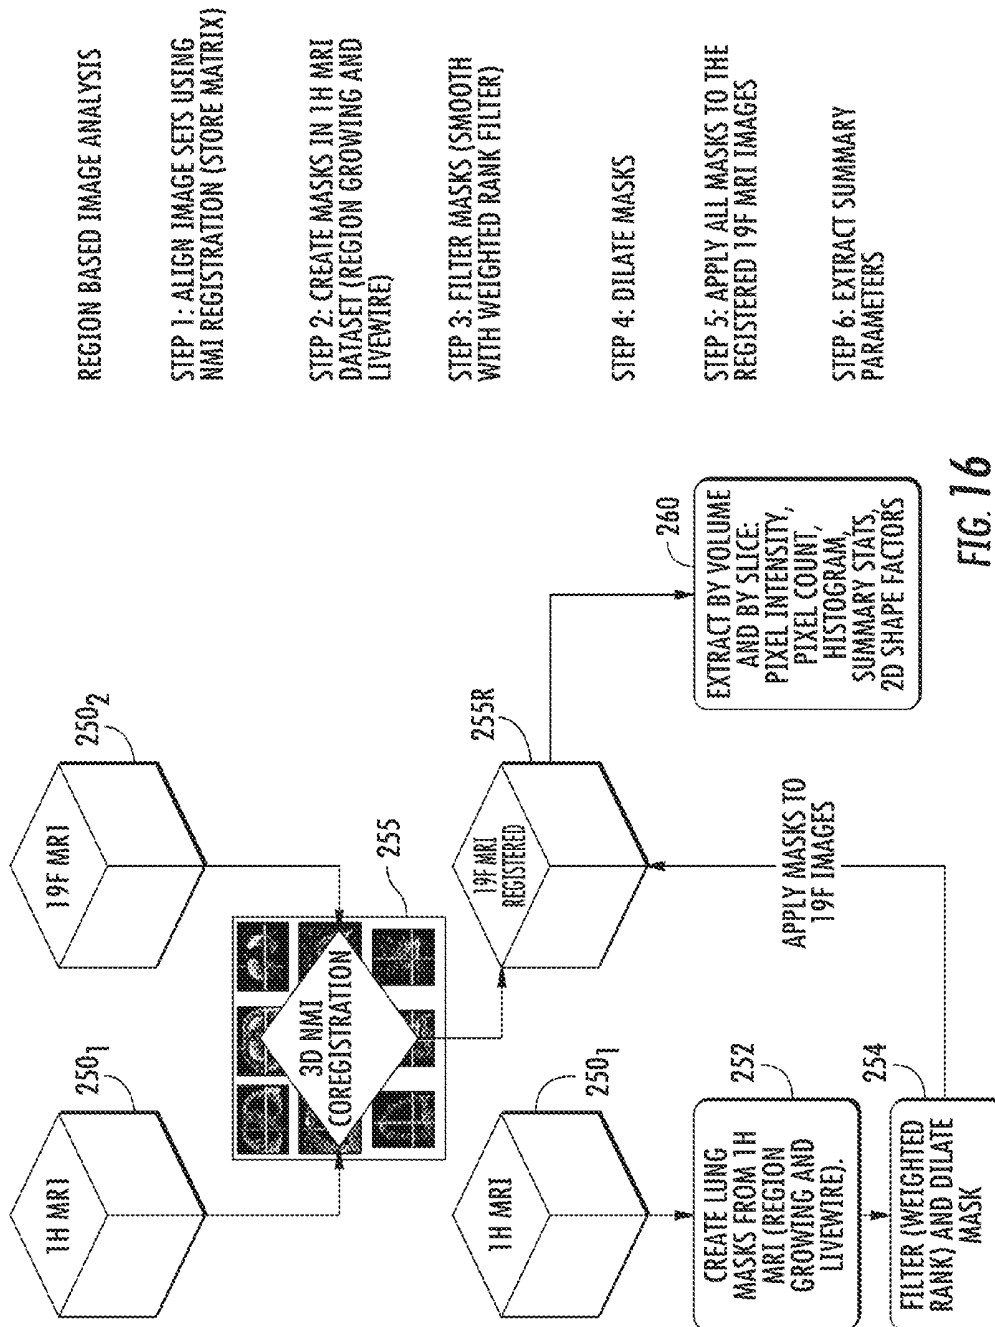 1H MRI
250₁
19F MRI
250₂
3D NMI
COREGISTRATION
255
1H MRI
250₁
19F MRI
REGISTERED
255R
CREATE LUNG
MASKS FROM 1H
MRI (REGION
GROWING AND
LIVEWIRE).
252
FILTER (WEIGHTED
RANK) AND DILATE
MASK
254
APPLY MASKS TO
19F IMAGES
EXTRACT BY VOLUME
AND BY SLICE:
PIXEL INTENSITY,
PIXEL COUNT,
HISTOGRAM,
SUMMARY STATS,
2D SHAPE FACTORS
260
REGION BASED IMAGE ANALYSIS
STEP 1: ALIGN IMAGE SETS USING
NMI REGISTRATION (STORE MATRIX)
STEP 2: CREATE MASKS IN 1H MRI
DATASET (REGION GROWING AND
LIVEWIRE)
STEP 3: FILTER MASKS (SMOOTH
WITH WEIGHTED RANK FILTER)
STEP 4: DILATE MASKS
STEP 5: APPLY ALL MASKS TO THE
REGISTERED 19F MRI IMAGES
STEP 6: EXTRACT SUMMARY
PARAMETERS
FIG. 16